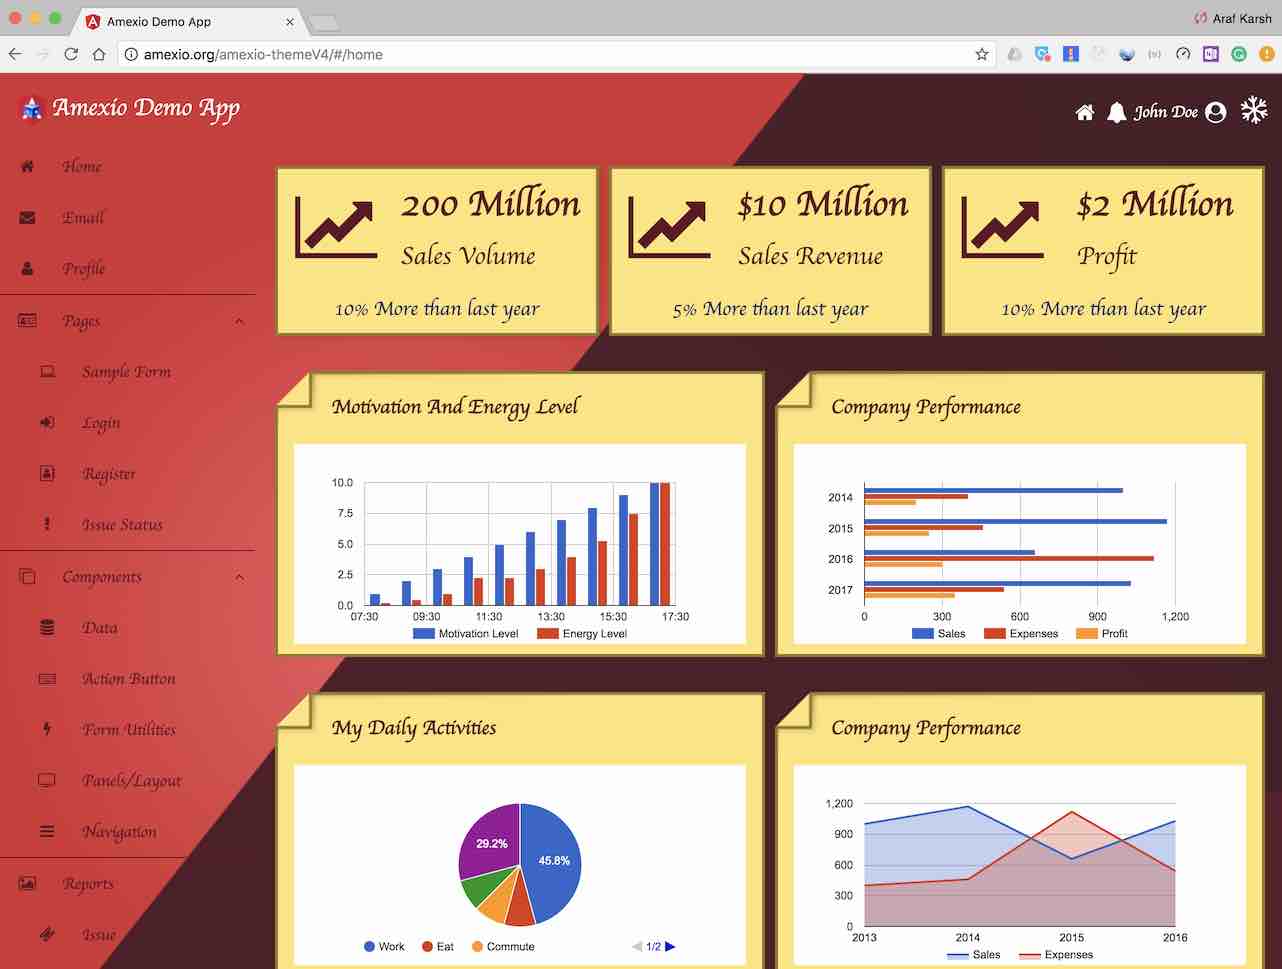 Amexio Demo App
Araf Karsh
amexio.org/amexio-themeV4/#/home
Amexio Demo App
John Doe
Home
Email
Profile
Pages
Sample Form
Login
Register
Issue Status
Components
Data
Action Button
Form Utilities
Panels/Layout
Navigation
Reports
Issue
200 Million
Sales Volume
10% More than last year
$10 Million
Sales Revenue
5% More than last year
$2 Million
Profit
10% More than last year
Motivation And Energy Level
10.0
7.5
5.0
2.5
0.0
07:30 09:30 11:30 13:30 15:30 17:30
Motivation Level Energy Level
Company Performance
2014
2015
2016
2017
0 300 600 900 1,200
Sales Expenses Profit
My Daily Activities
29.2%
45.8%
Work Eat Commute 1/2
Company Performance
1,200
900
600
300
0
2013 2014 2015 2016
Sales Expenses